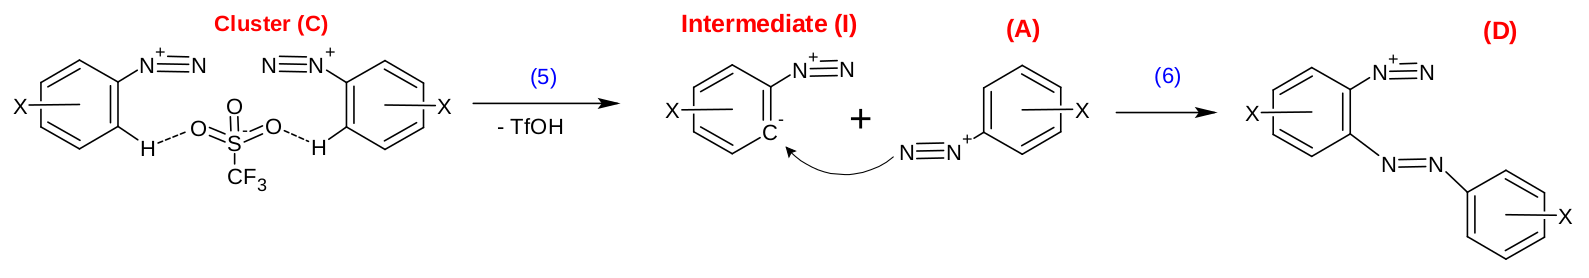 Cluster (C)
Intermediate (I)
(A)
(D)
N+ N
N N+
X
X
O
O
S-
O
H
H
CF3
(5)
- TfOH
N+ N
X
C-
+
X
N N+
(6)
N+ N
X
N N
X